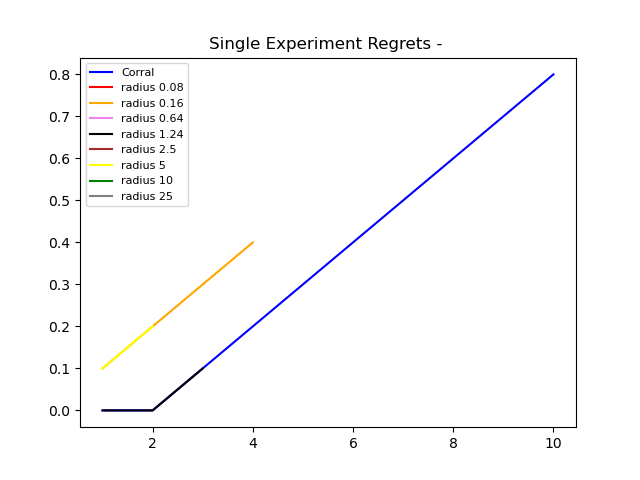 Single Experiment Regrets -
Corral
radius 0.08
radius 0.16
radius 0.64
radius 1.24
radius 2.5
radius 5
radius 10
radius 25
0.8
0.7
0.6
0.5
0.4
0.3
0.2
0.1
0.0
2 4 6 8 10